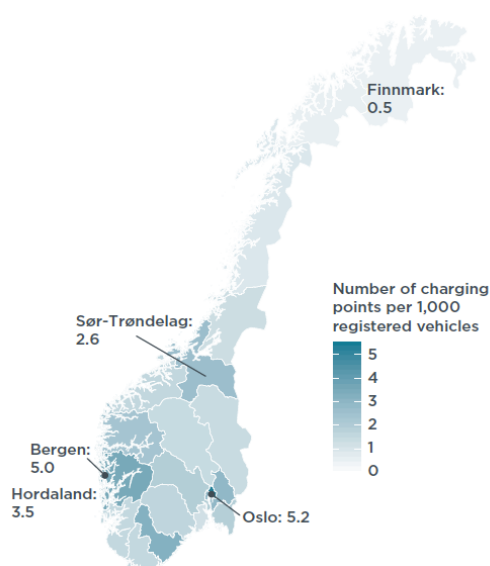 Finnmark:
0.5
Number of charging
points per 1,000
registered vehicles
5
4
3
2
1
0
Sør-Trøndelag:
2.6
Bergen:
5.0
Hordaland:
3.5
Oslo: 5.2